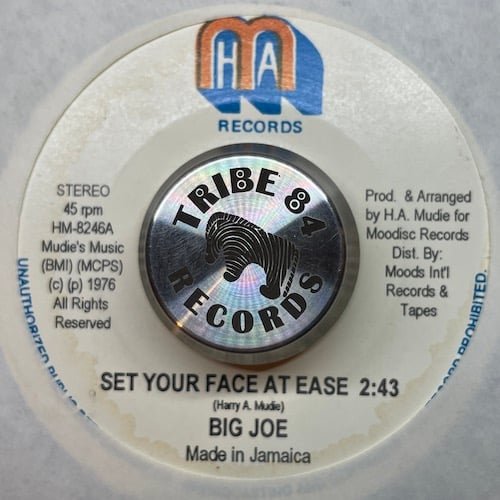 HA
RECORDS
STEREO
45 rpm
HM-8246A
Mudie's Music
(BMI) (MCPS)
(c) (p) 1976
All Rights
Reserved
TRIBE 84
RECORDS
Prod. & Arranged
by H.A. Mudie for
Moodisc Records
Dist. By:
Moods Int'l
Records &
Tapes
UNAUTHORIZED
PROHIBITED.
SET YOUR FACE AT EASE 2:43
(Harry A. Mudie)
BIG JOE
Made in Jamaica